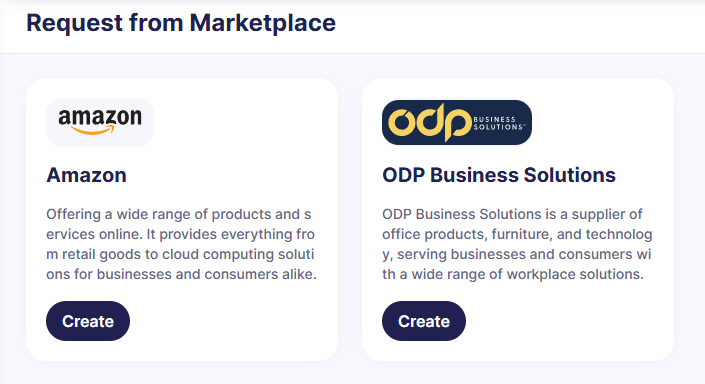 Request from Marketplace
amazon
Amazon
Offering a wide range of products and s
ervices online. It provides everything fro
m retail goods to cloud computing soluti
ons for businesses and consumers alike.
Create
odp BUSINESS
SOLUTIONS™
ODP Business Solutions
ODP Business Solutions is a supplier of
office products, furniture, and technolog
y, serving businesses and consumers wi
th a wide range of workplace solutions.
Create